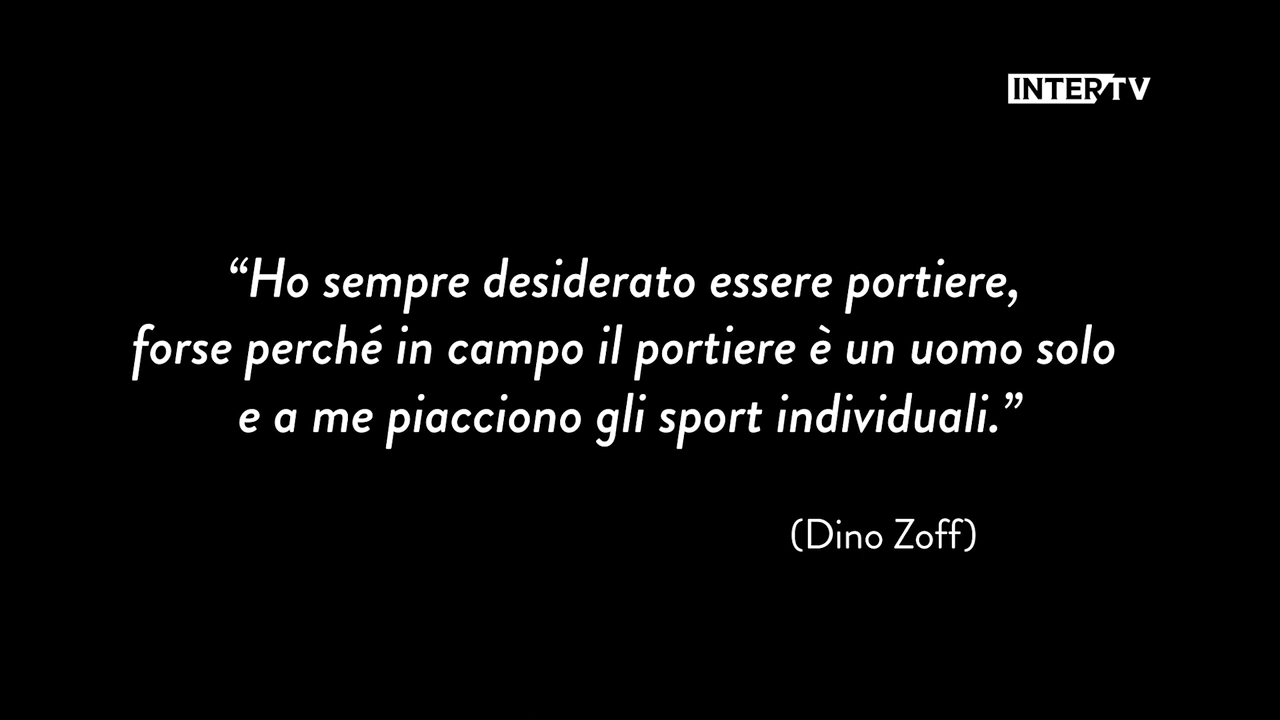 INTER TV
“Ho sempre desiderato essere portiere,
forse perché in campo il portiere è un uomo solo
e a me piacciono gli sport individuali.”
(Dino Zoff)